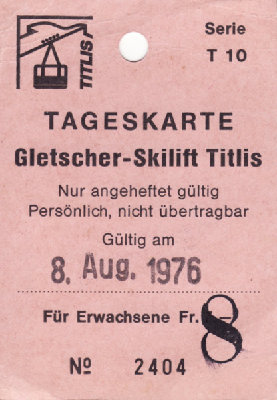 TITLIS
Serie
T 10
TAGESKARTE
Gletscher-Skilift Titlis
Nur angeheftet gültig
Persönlich, nicht übertragbar
Gültig am
8. Aug. 1976
Für Erwachsene Fr. 8
№ 2404